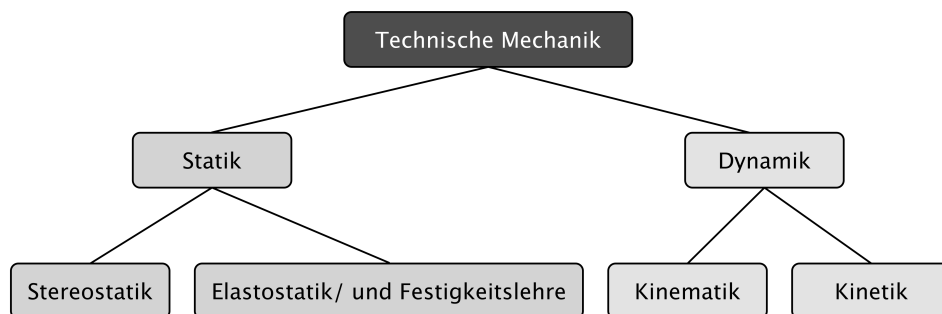 Technische Mechanik
Statik
Dynamik
Stereostatik
Elastostatik/ und Festigkeitslehre
Kinematik
Kinetik